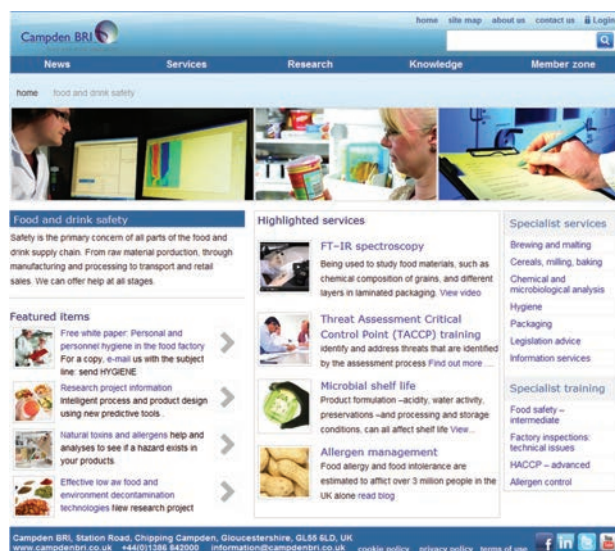 home site map about us contact us Login
Campden BRI
News Services Research Knowledge Member zone
home food and drink safety
Food and drink safety
Safety is the primary concern of all parts of the food and
drink supply chain. From raw material porduction, through
manufacturing and processing to transport and retail
sales. We can offer help at all stages.
Featured items
Free white paper: Personal and
personnel hygiene in the food factory
For a copy, e-mail us with the subject
line: send HYGIENE
Research project information
Intelligent process and product design
using new predictive tools .
Natural toxins and allergens help and
analyses to see if a hazard exists in
your products.
Effective low aw food and
environment decontamination
technologies New research project
Highlighted services
FT–IR spectroscopy
Being used to study food materials, such as
chemical composition of grains, and different
layers in laminated packaging. View video
Threat Assessment Critical
Control Point (TACCP) training
identify and address threats that are identified
by the assessment process Find out more ....
Microbial shelf life
Product formulation –acidity, water activity,
preservations –and processing and storage
conditions, can all affect shelf life View...
Allergen management
Food allergy and food intolerance are
estimated to afflict over 3 million people in the
UK alone read blog
Specialist services
Brewing and malting
Cereals, milling, baking
Chemical and
microbiological analysis
Hygiene
Packaging
Legislation advice
Information services
Specialist training
Food safety –
intermediate
Factory inspections:
technical issues
HACCP – advanced
Allergen control
Campden BRI, Station Road, Chipping Campden, Gloucestershire, GL55 6LD, UK
www.campdenbri.co.uk +44(0)1386 842000 information@campdenbri.co.uk cookie policy privacy policy terms of use